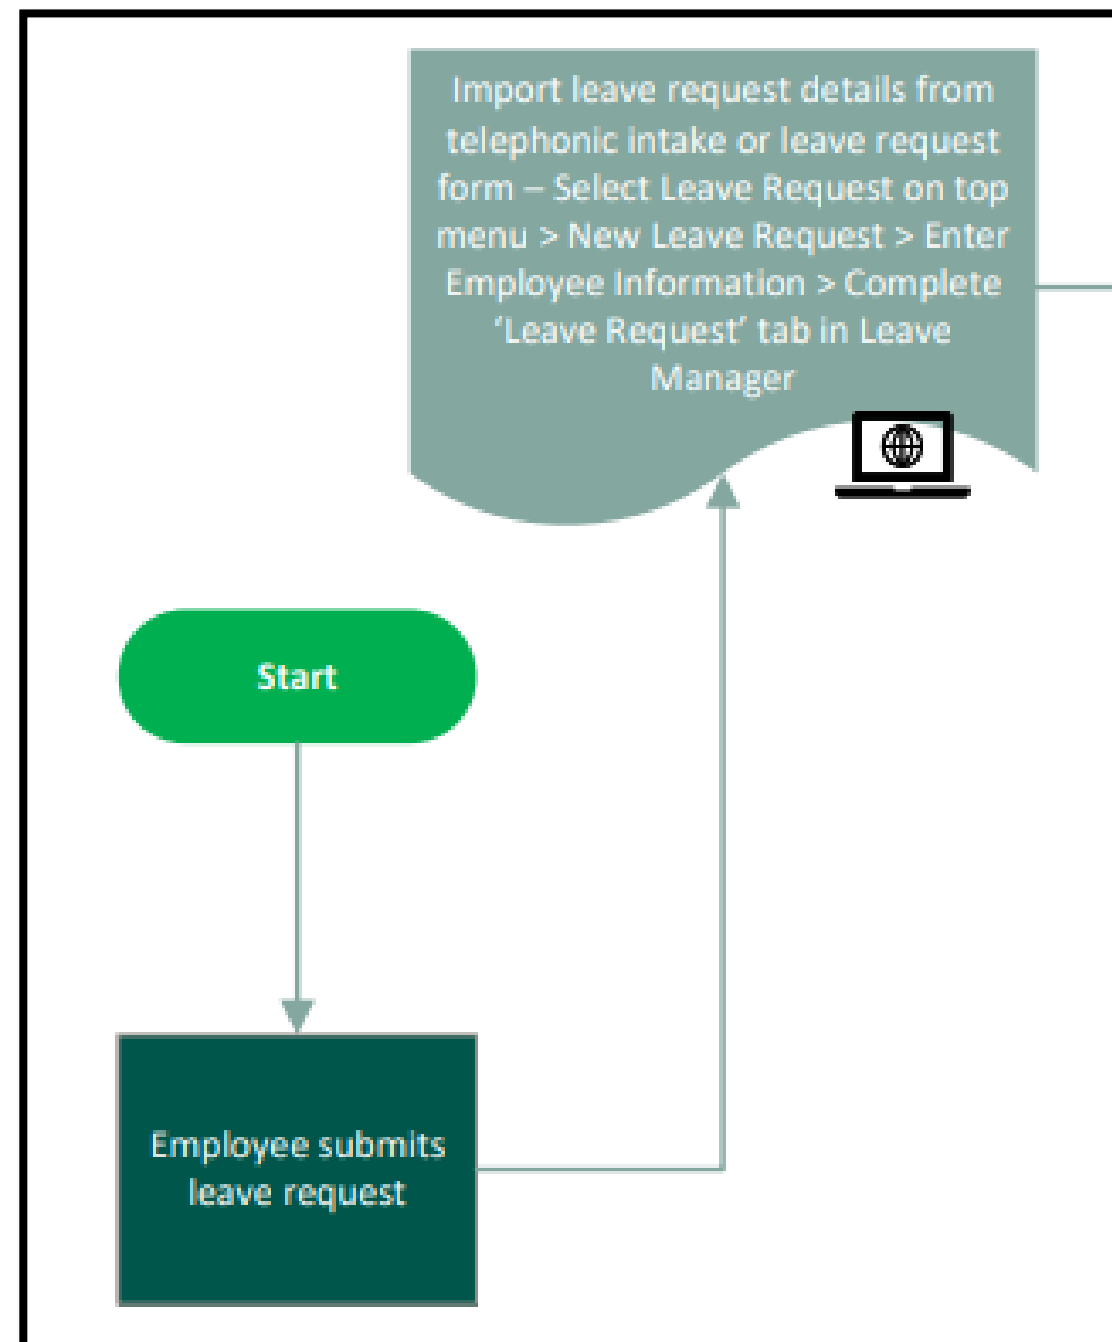 Import leave request details from
telephonic intake or leave request
form – Select Leave Request on top
menu > New Leave Request > Enter
Employee Information > Complete
‘Leave Request’ tab in Leave
Manager
Start
Employee submits
leave request